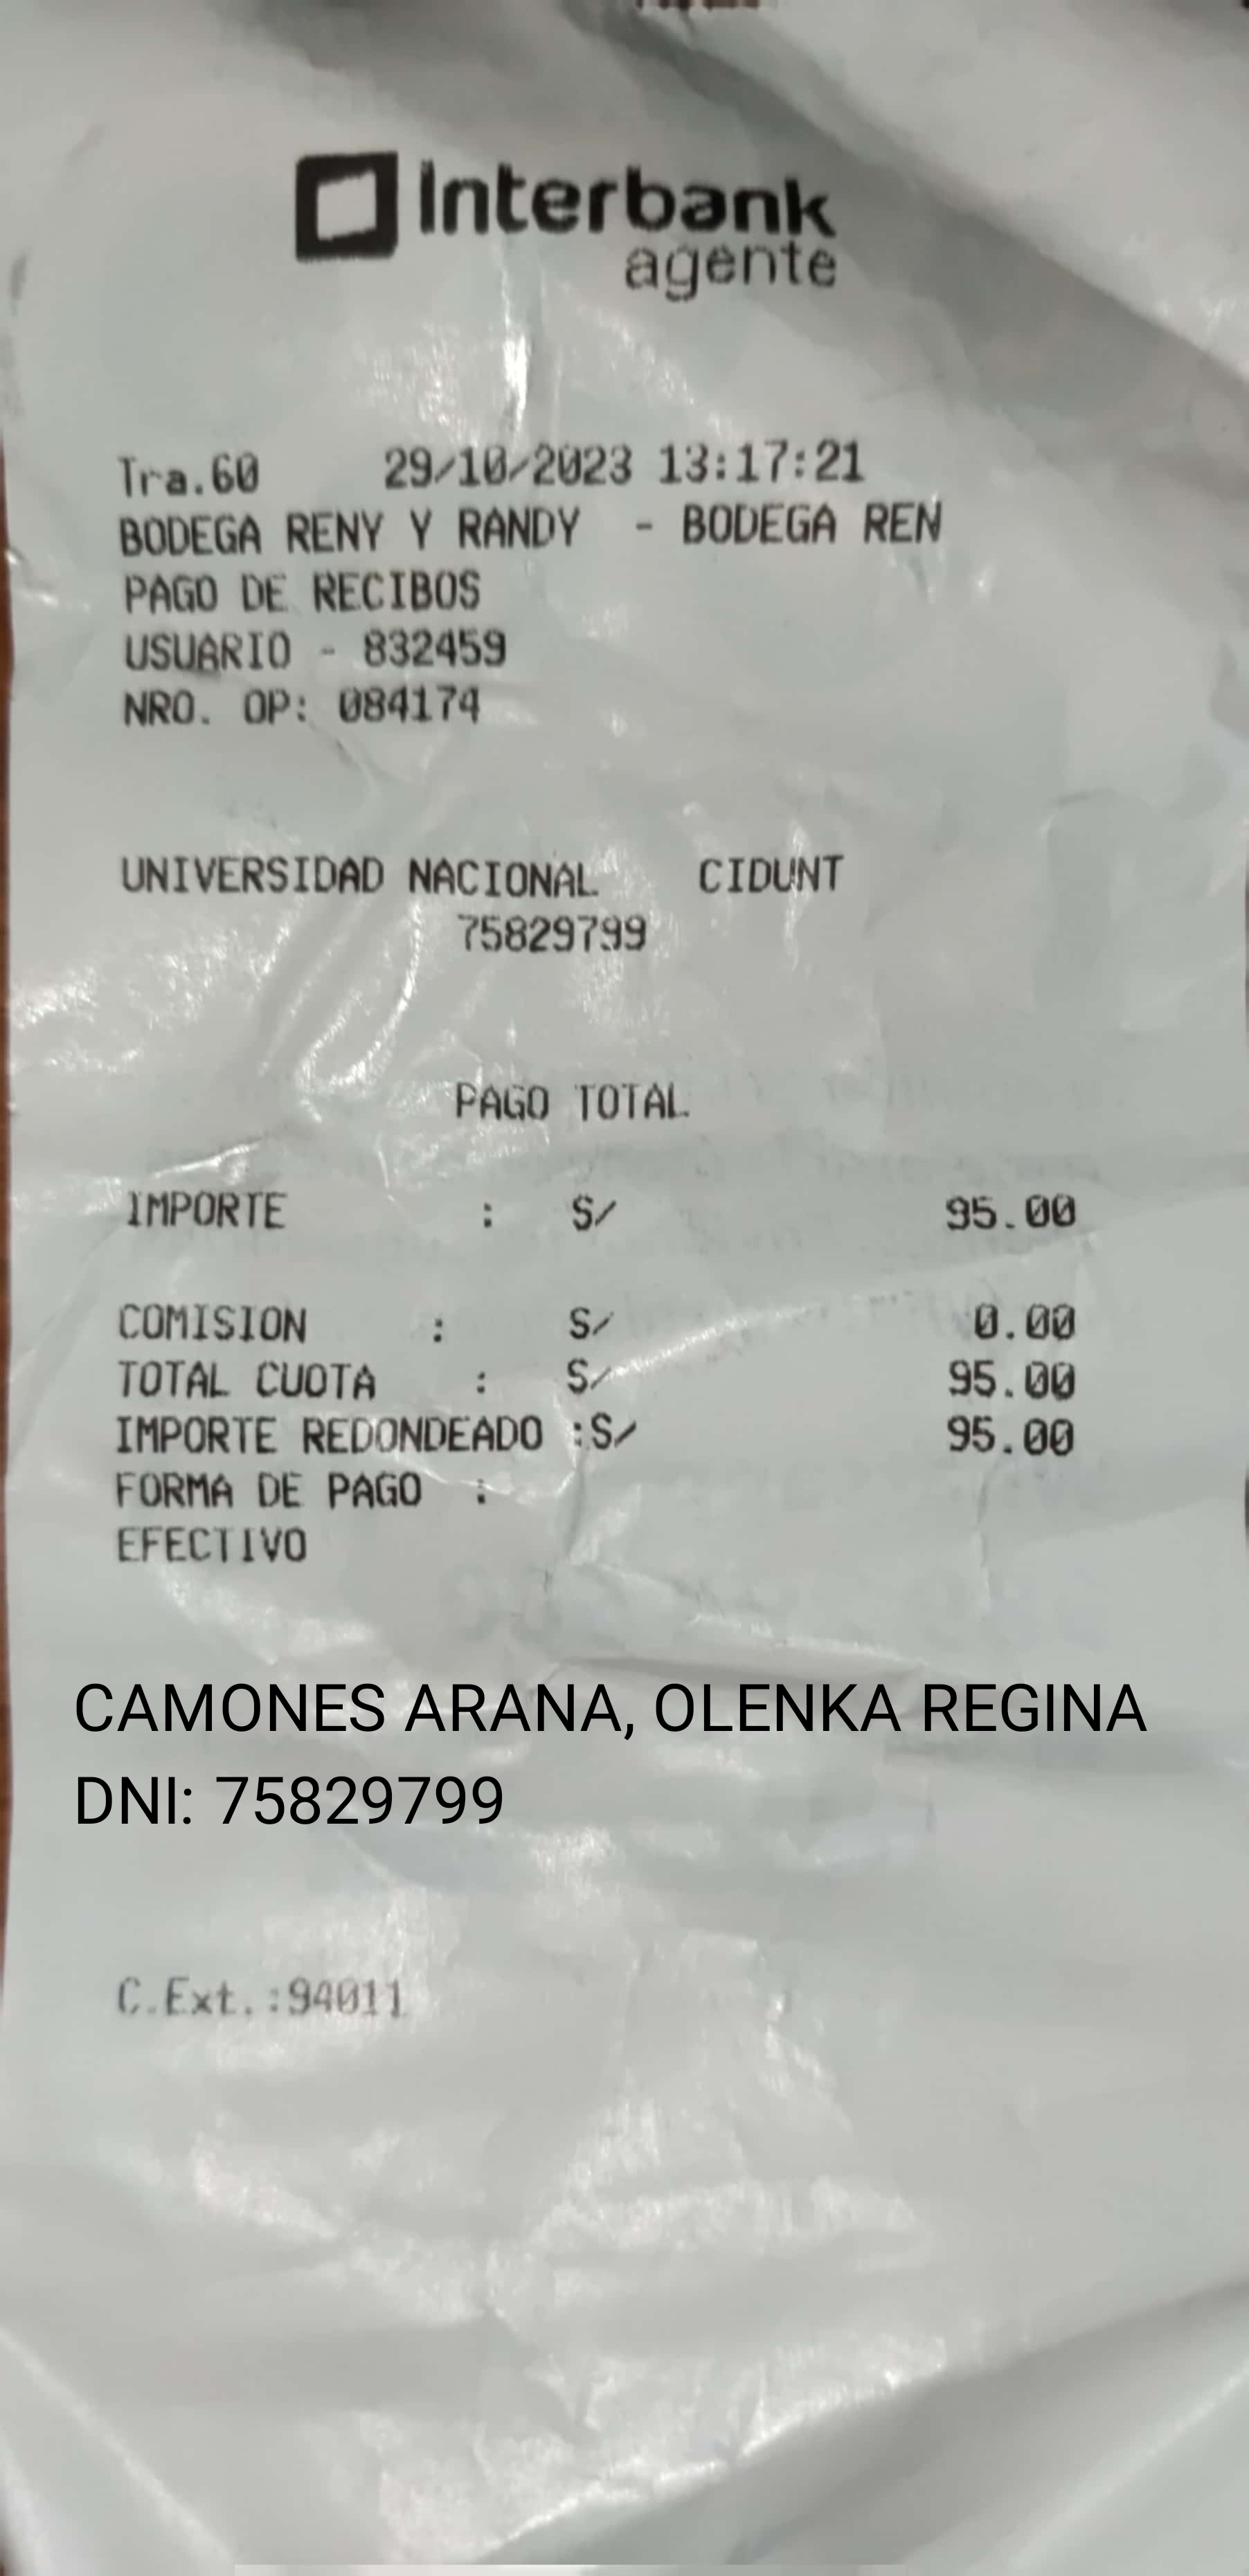 Interbank
agente
Tra.60 29/10/2023 13:17:21
BODEGA RENY Y RANDY - BODEGA REN
PAGO DE RECIBOS
USUARIO - 832459
NRO. OP: 084174
UNIVERSIDAD NACIONAL CIDUNT
75829799
PAGO TOTAL
IMPORTE : S/ 95.00
COMISION : S/ 0.00
TOTAL CUOTA : S/ 95.00
IMPORTE REDONDEADO :S/ 95.00
FORMA DE PAGO :
EFECTIVO
CAMONES ARANA, OLENKA REGINA
DNI: 75829799
C.Ext.:94011